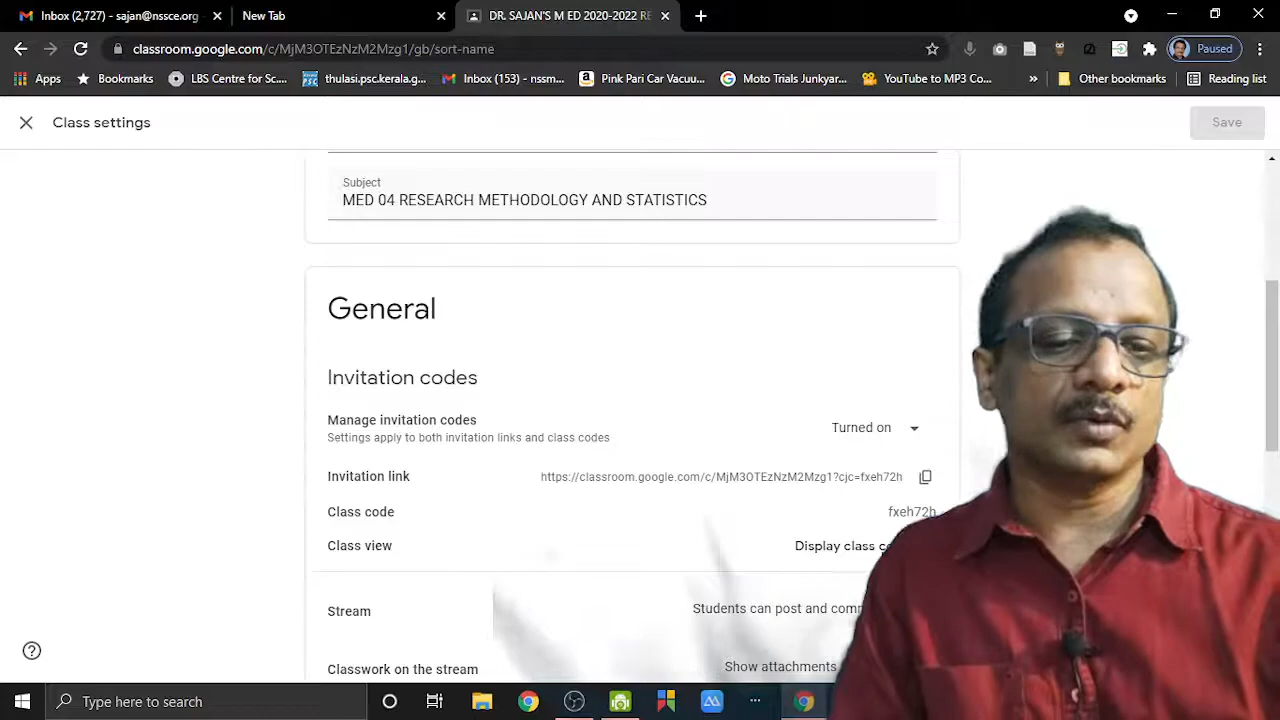 Inbox (2,727) - sajan@nssce.org
New Tab
DR. SAJAN'S M ED 2020-2022 RE
classroom.google.com/c/MjM3OTEzNzM2Mzg1/gb/sort-name
Paused
Apps
Bookmarks
LBS Centre for Sc....
thulasi.psc.kerala.g...
Inbox (153) - nssm...
Pink Pari Car Vacuu...
Moto Trials Junkyar...
YouTube to MP3 Co...
»
Other bookmarks
Reading list
Class settings
Save
Subject
MED 04 RESEARCH METHODOLOGY AND STATISTICS
General
Invitation codes
Manage invitation codes
Turned on
Settings apply to both invitation links and class codes
Invitation link
https://classroom.google.com/c/MjM3OTEzNzM2Mzg1?cjc=fxeh72h
Class code
fxeh72h
Class view
Display class c
Stream
Students can post and comm
Classwork on the stream
Show attachments
Type here to search